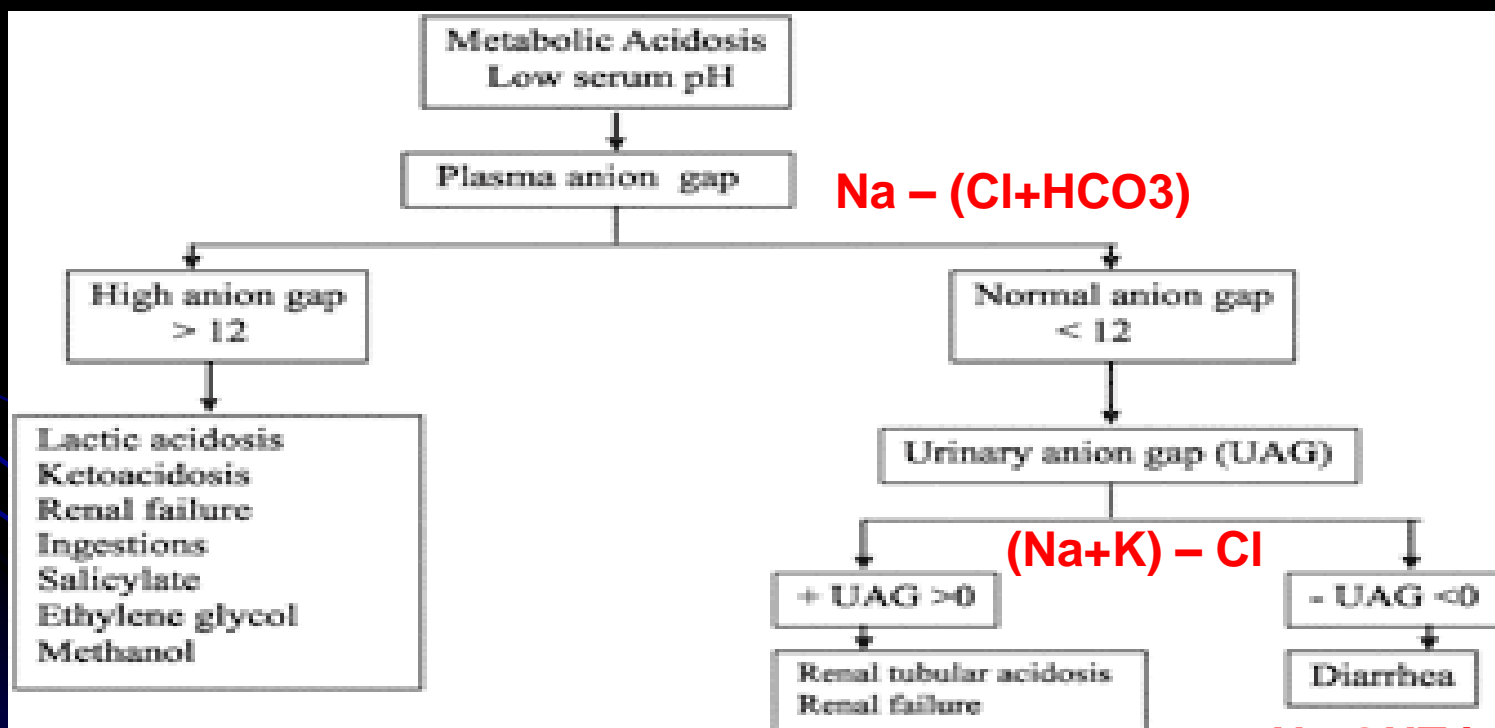 Metabolic Acidosis
Low serum pH
Plasma anion gap
Na – (Cl+HCO3)
High anion gap
> 12
Normal anion gap
< 12
Lactic acidosis
Ketoacidosis
Renal failure
Ingestions
Salicylate
Ethylene glycol
Methanol
Urinary anion gap (UAG)
(Na+K) – Cl
+ UAG >0
- UAG <0
Renal tubular acidosis
Renal failure
Diarrhea